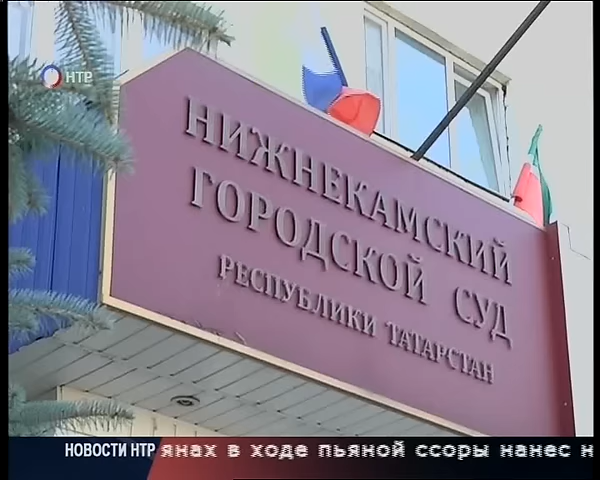 НТР
НИЖНЕКАМСКИЙ
ГОРОДСКОЙ СУД
РЕСПУБЛИКИ ТАТАРСТАН
НОВОСТИ НТР янах в ходе пьяной ссоры нанес н